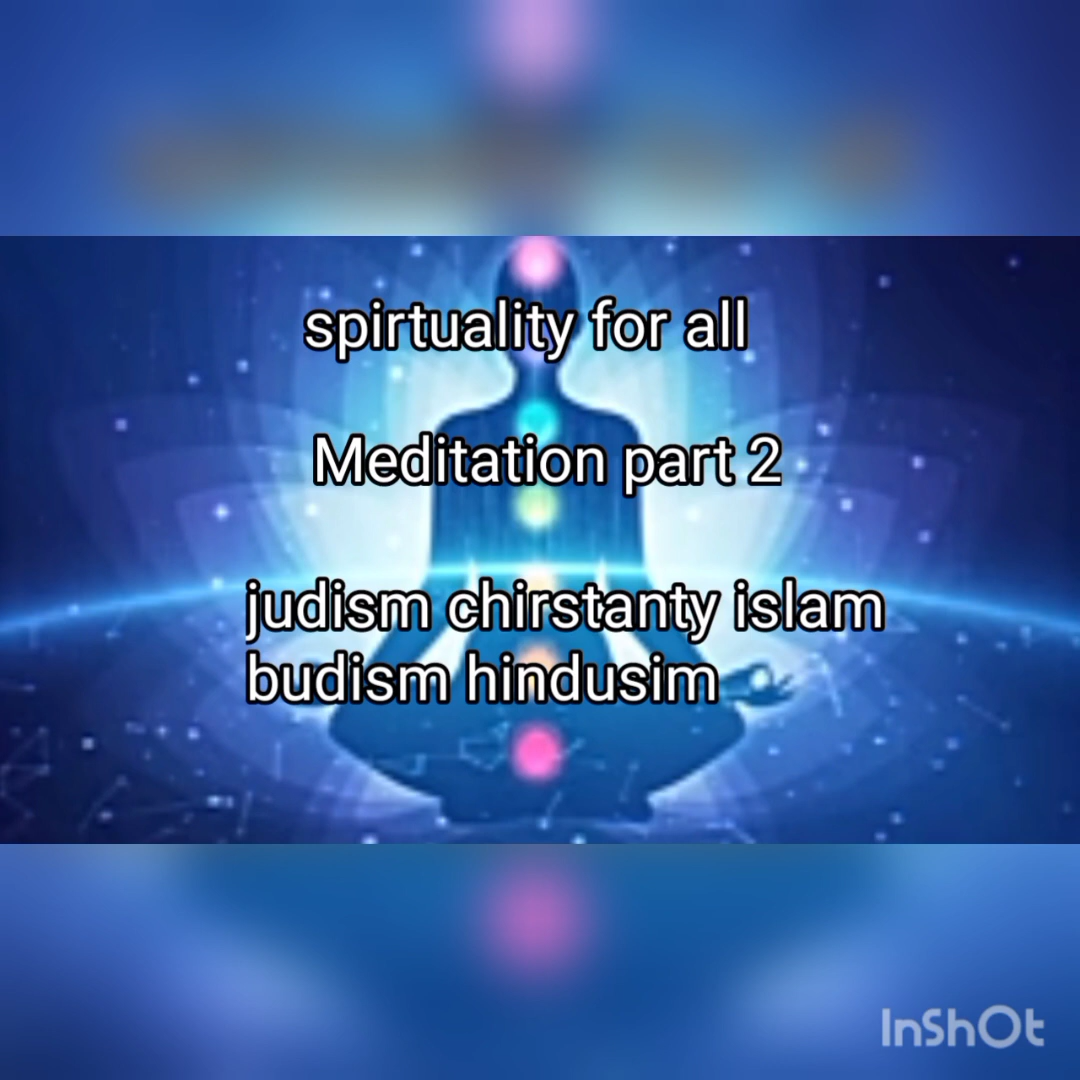 spirtuality for all
Meditation part 2
judism chirstanty islam
budism hindusim
InShOt